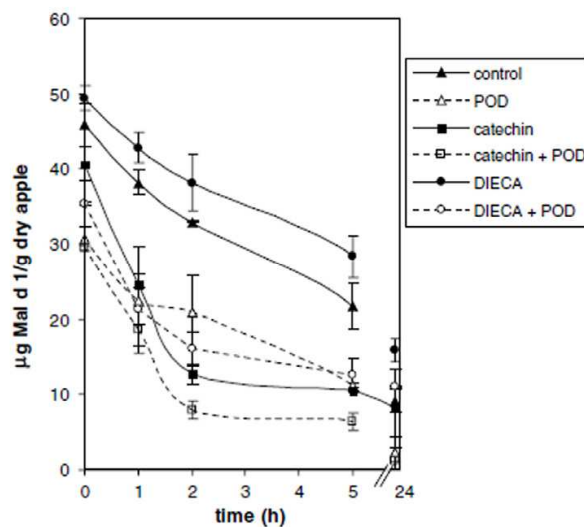 60
50
40
30
20
10
0
µg Mal d 1/g dry apple
0 1 2 3 4 5 24
time (h)
control
POD
catechin
catechin + POD
DIECA
DIECA + POD